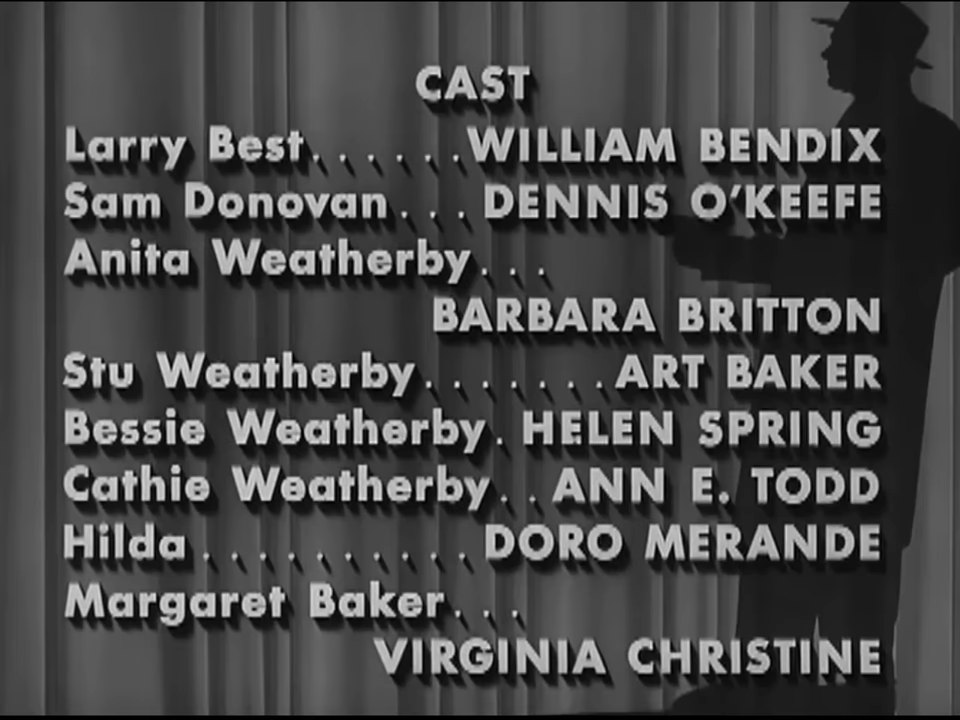 CAST
Larry Best......WILLIAM BENDIX
Sam Donovan...DENNIS O'KEEFE
Anita Weatherby...
BARBARA BRITTON
Stu Weatherby.......ART BAKER
Bessie Weatherby.HELEN SPRING
Cathie Weatherby..ANN E. TODD
Hilda..........DORO MERANDE
Margaret Baker...
VIRGINIA CHRISTINE